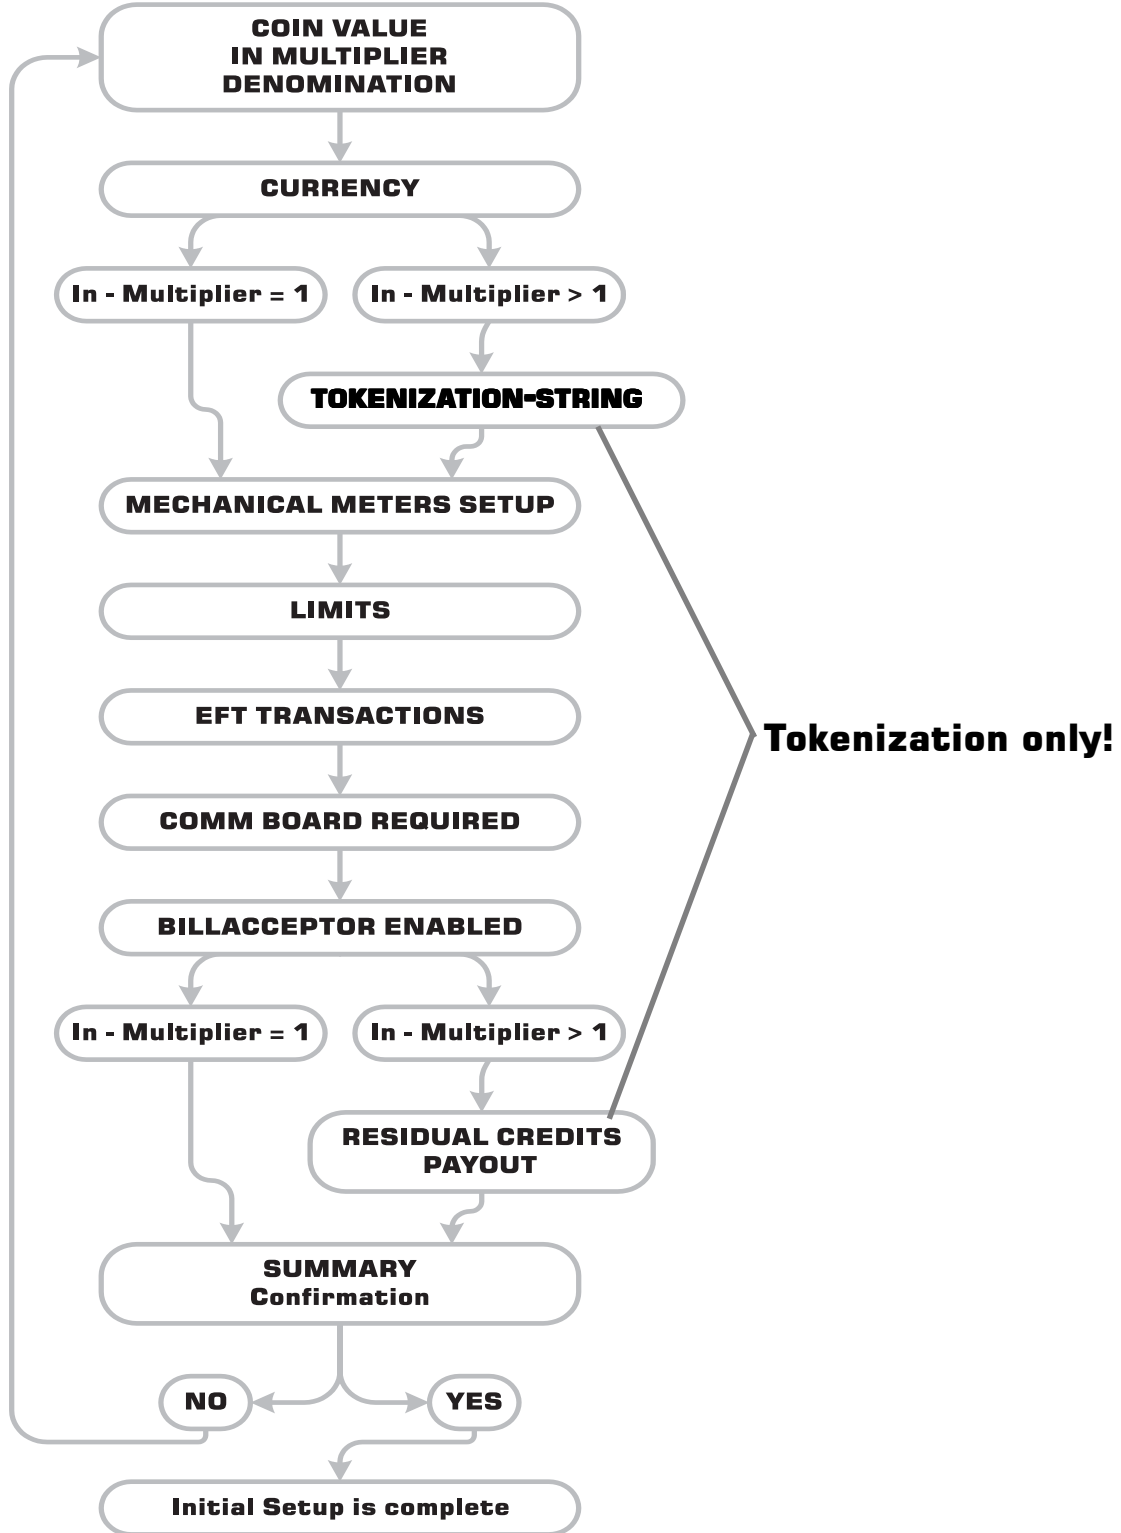 COIN VALUE
IN MULTIPLIER
DENOMINATION
CURRENCY
In - Multiplier = 1
In - Multiplier > 1
TOKENIZATION-STRING
MECHANICAL METERS SETUP
LIMITS
EFT TRANSACTIONS
Tokenization only!
COMM BOARD REQUIRED
BILLACCEPTOR ENABLED
In - Multiplier = 1
In - Multiplier > 1
RESIDUAL CREDITS
PAYOUT
SUMMARY
Confirmation
NO
YES
Initial Setup is complete